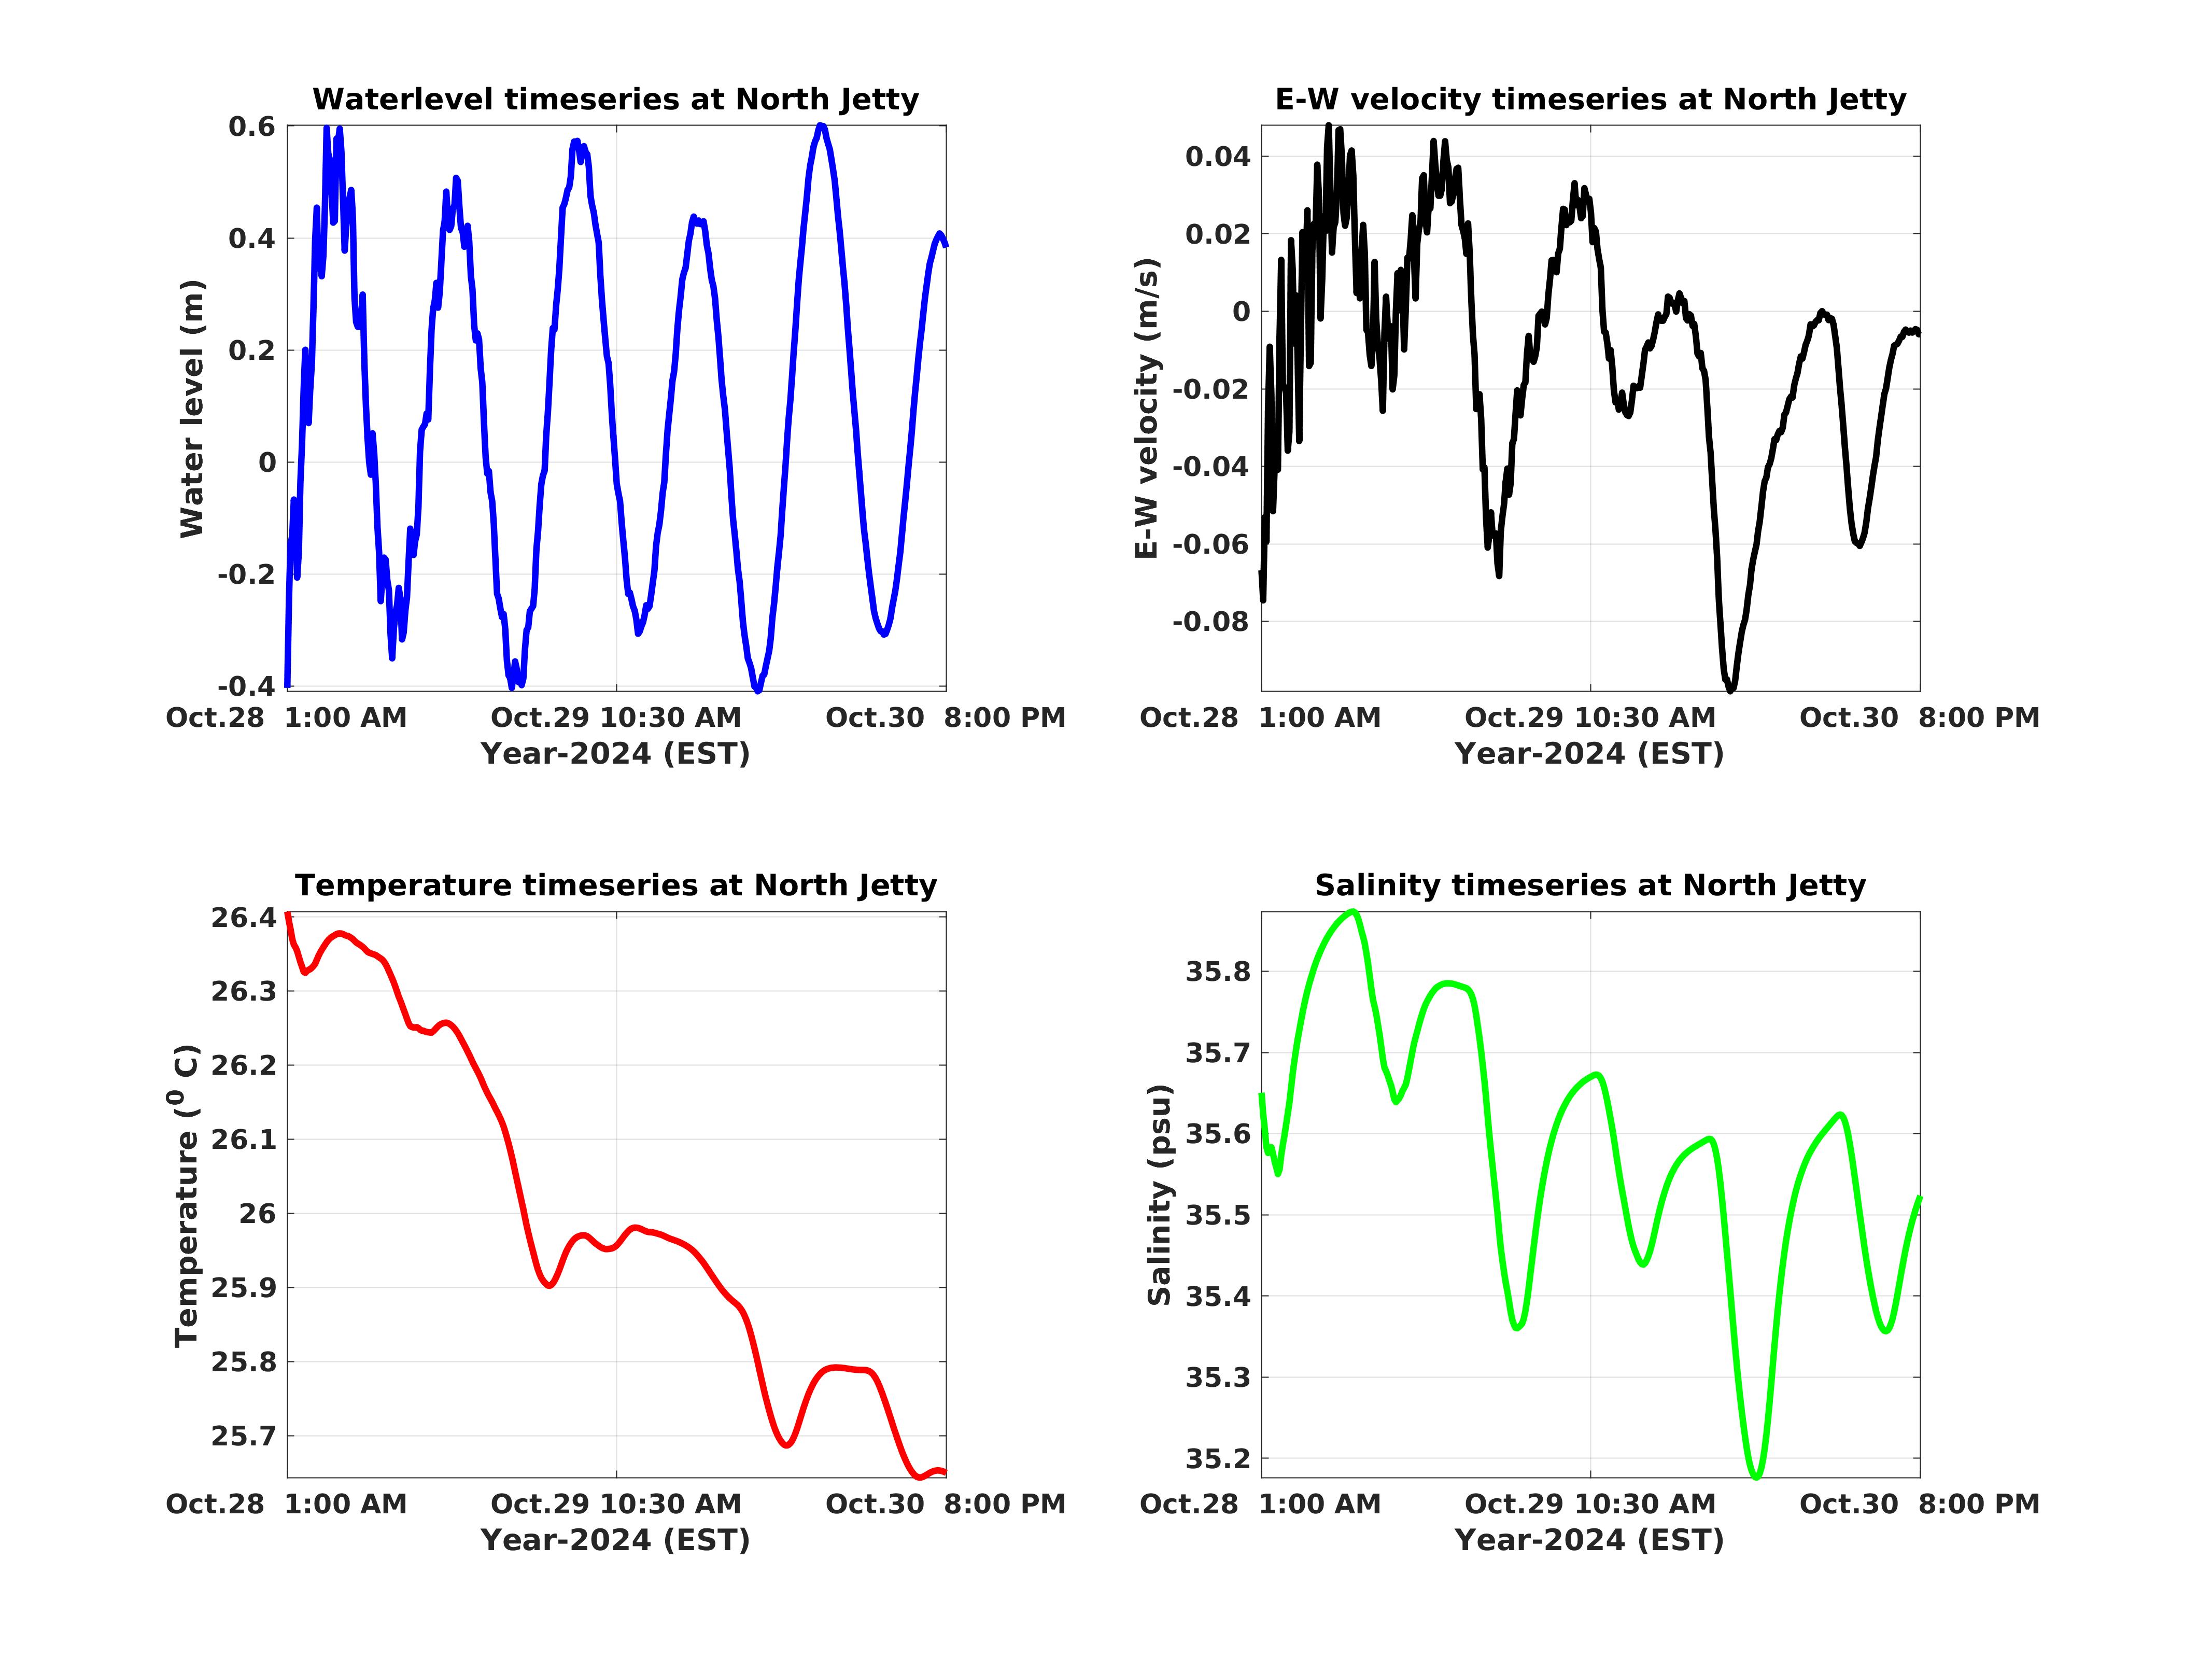 Waterlevel timeseries at North Jetty
0.6
0.4
0.2
0
-0.2
-0.4
Water level (m)
Oct.28 1:00 AM Oct.29 10:30 AM Oct.30 8:00 PM
Year-2024 (EST)
E-W velocity timeseries at North Jetty
0.04
0.02
0
-0.02
-0.04
-0.06
-0.08
E-W velocity (m/s)
Oct.28 1:00 AM Oct.29 10:30 AM Oct.30 8:00 PM
Year-2024 (EST)
Temperature timeseries at North Jetty
26.4
26.3
26.2
26.1
26
25.9
25.8
25.7
Temperature (⁰ C)
Oct.28 1:00 AM Oct.29 10:30 AM Oct.30 8:00 PM
Year-2024 (EST)
Salinity timeseries at North Jetty
35.8
35.7
35.6
35.5
35.4
35.3
35.2
Salinity (psu)
Oct.28 1:00 AM Oct.29 10:30 AM Oct.30 8:00 PM
Year-2024 (EST)